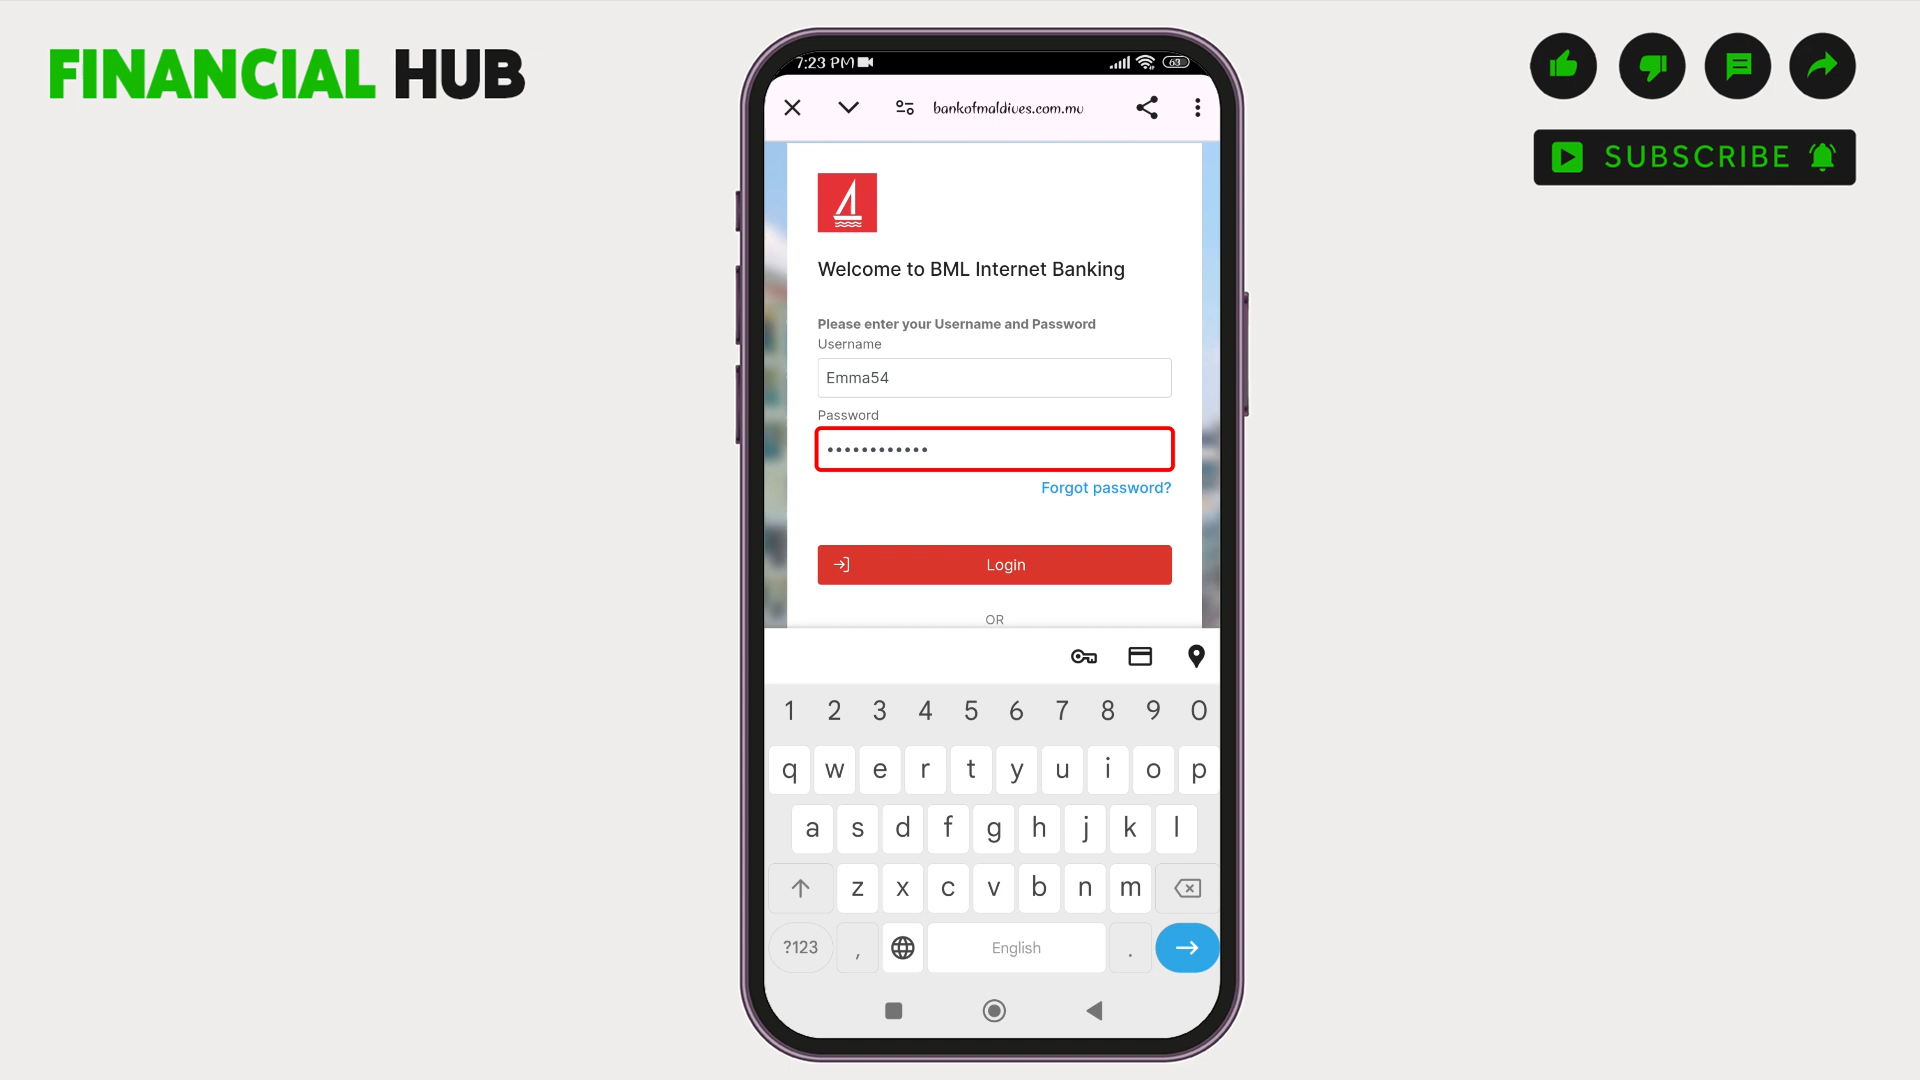 FINANCIAL HUB
SUBSCRIBE
7:23 PM
63
bankofmaldives.com.mv
Welcome to BML Internet Banking
Please enter your Username and Password
Username
Emma54
Password
••••••••••••
Forgot password?
Login
OR
1 2 3 4 5 6 7 8 9 0
q w e r t y u i o p
a s d f g h j k l
z x c v b n m
?123 , English .